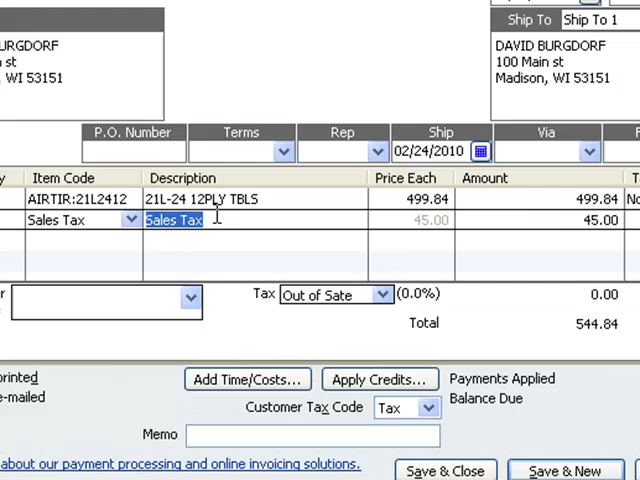 Ship To Ship To 1
BURGDORF
st
, WI 53151
DAVID BURGDORF
100 Main st
Madison, WI 53151
P.O. Number Terms Rep Ship Via
02/24/2010
Item Code Description Price Each Amount
AIRTIR:21L2412 21L-24 12PLY TBLS 499.84 499.84
Sales Tax Sales Tax 45.00 45.00
Tax Out of Sate (0.0%) 0.00
Total 544.84
Add Time/Costs... Apply Credits... Payments Applied
e-mailed Balance Due
Customer Tax Code Tax
Memo
about our payment processing and online invoicing solutions.
Save & Close Save & New